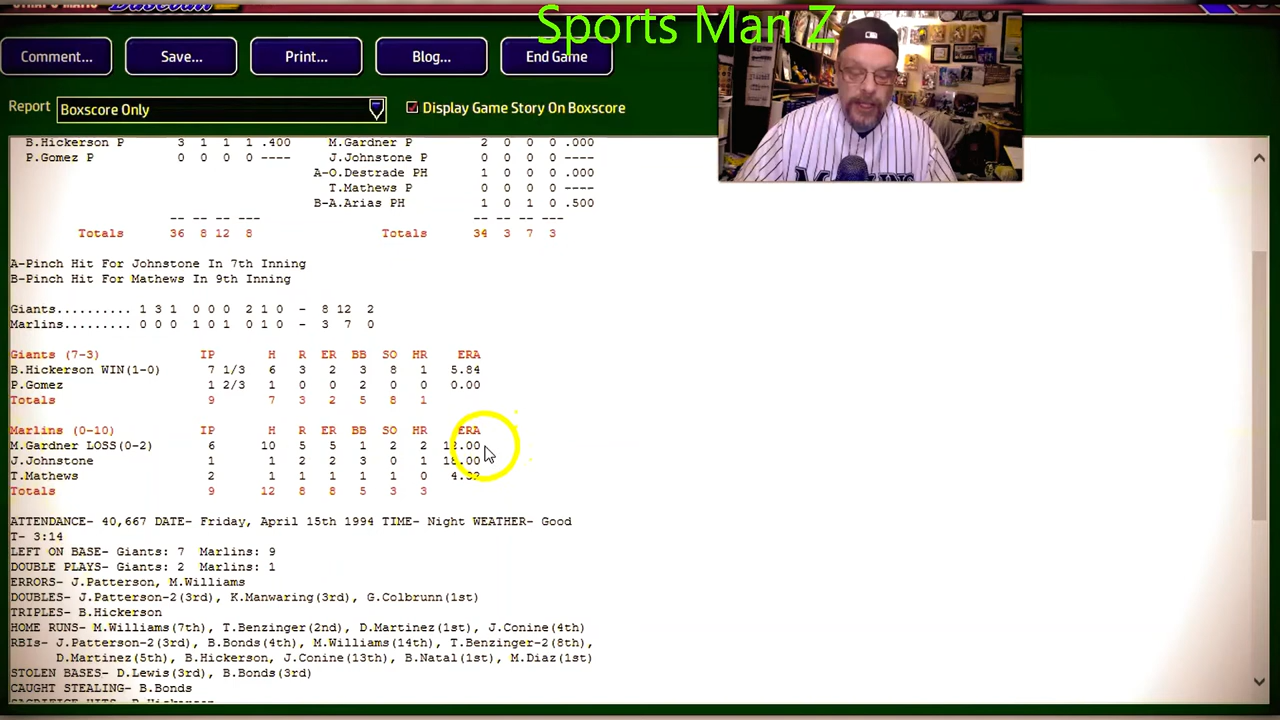 Baseball
Sports Man Z
Comment... Save... Print... Blog... End Game
Report Boxscore Only Display Game Story On Boxscore
B.Hickerson P 3 1 1 1 .400 M.Gardner P 2 0 0 0 .000
P.Gomez P 0 0 0 0 ---- J.Johnstone P 0 0 0 0 ----
A-O.Destrade PH 1 0 0 0 .000
T.Mathews P 0 0 0 0 ----
B-A.Arias PH 1 0 1 0 .500
-- -- -- --- -- -- -- ---
Totals 36 8 12 8 Totals 34 3 7 3
A-Pinch Hit For Johnstone In 7th Inning
B-Pinch Hit For Mathews In 9th Inning
Giants.......... 1 3 1 0 0 0 2 1 0 - 8 12 2
Marlins......... 0 0 0 1 0 1 0 1 0 - 3 7 0
Giants (7-3) IP H R ER BB SO HR ERA
B.Hickerson WIN(1-0) 7 1/3 6 3 2 3 8 1 5.84
P.Gomez 1 2/3 1 0 0 2 0 0 0.00
Totals 9 7 3 2 5 8 1
Marlins (0-10) IP H R ER BB SO HR ERA
M.Gardner LOSS(0-2) 6 10 5 5 1 2 2
J.Johnstone 1 1 2 2 3 0 1
T.Mathews 2 1 1 1 1 1 0
Totals 9 12 8 8 5 3 3
ATTENDANCE- 40,667 DATE- Friday, April 15th 1994 TIME- Night WEATHER- Good
T- 3:14
LEFT ON BASE- Giants: 7 Marlins: 9
DOUBLE PLAYS- Giants: 2 Marlins: 1
ERRORS- J.Patterson, M.Williams
DOUBLES- J.Patterson-2(3rd), K.Manwaring(3rd), G.Colbrunn(1st)
TRIPLES- B.Hickerson
HOME RUNS- M.Williams(7th), T.Benzinger(2nd), D.Martinez(1st), J.Conine(4th)
RBIs- J.Patterson-2(3rd), B.Bonds(4th), M.Williams(14th), T.Benzinger-2(8th),
D.Martinez(5th), B.Hickerson, J.Conine(13th), B.Natal(1st), M.Diaz(1st)
STOLEN BASES- D.Lewis(3rd), B.Bonds(3rd)
CAUGHT STEALING- B.Bonds
SACRIFICE HITS- B.Hickerson